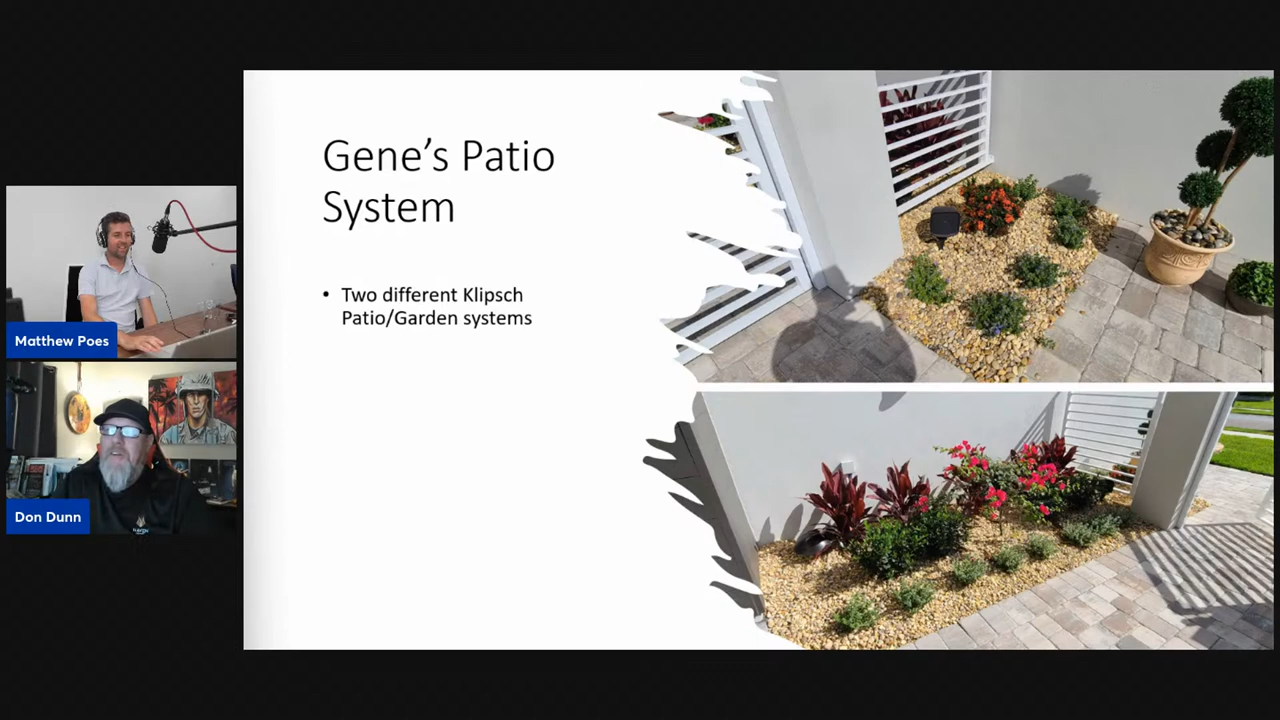 Gene’s Patio
System
• Two different Klipsch
Patio/Garden systems
Matthew Poes
Don Dunn